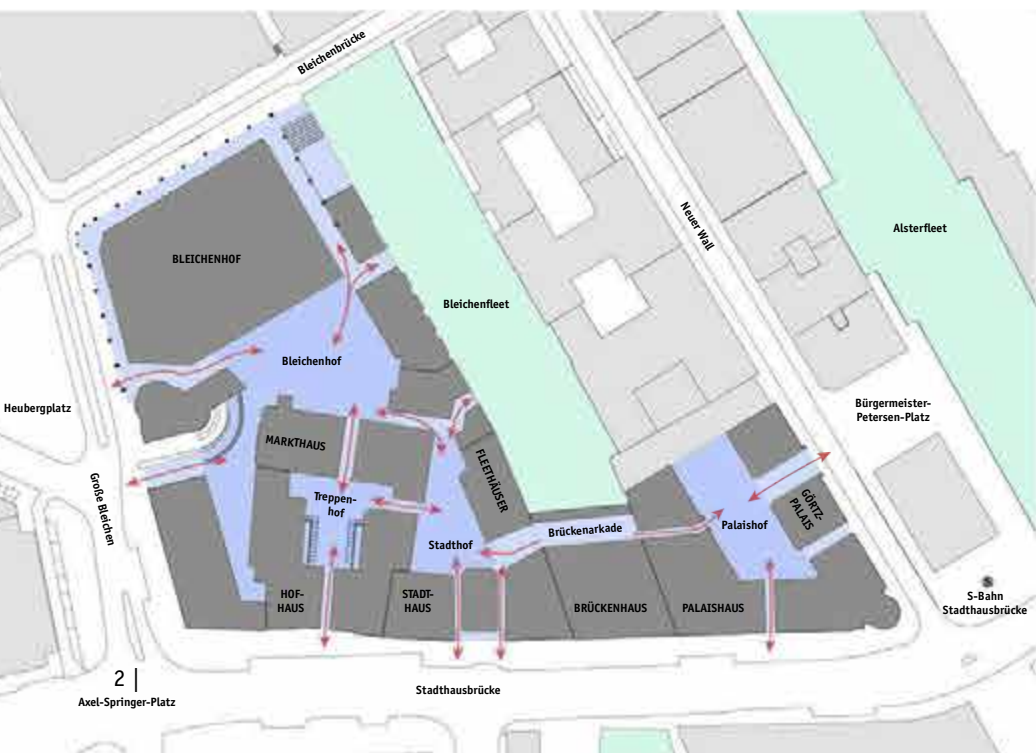 Bleichenbrücke
Neuer Wall
Alsterfleet
BLEICHENHOF
Bleichenfleet
Bleichenhof
Heubergplatz
Bürgermeister-
Petersen-Platz
MARKTHAUS
FLEETHÄUSER
Große Bleichen
Treppen-
hof
GÖRTZ-
PALAIS
Brückenarkade
Palaishof
Stadthof
HOF-
HAUS
STADT-
HAUS
BRÜCKENHAUS
PALAISHAUS
S-Bahn
Stadthausbrücke
2 |
Axel-Springer-Platz
Stadthausbrücke